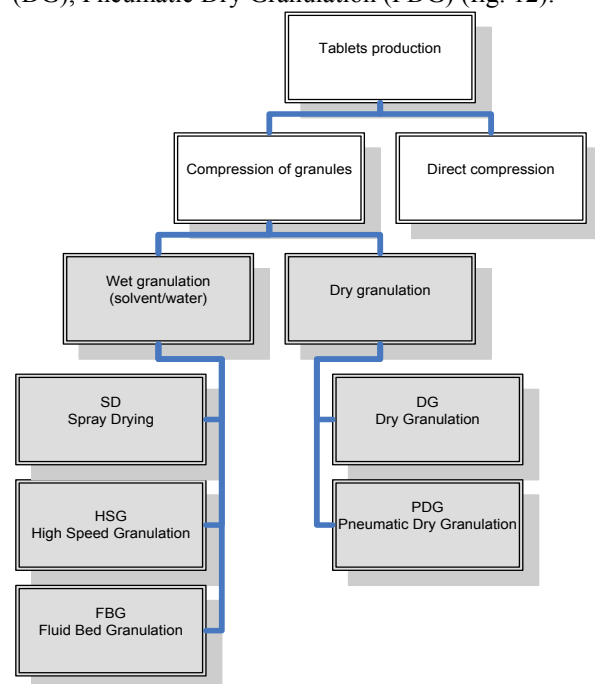 (DG), Pneumatic Dry Granulation (PDG) (fig. 12).
Tablets production
Compression of granules
Direct compression
Wet granulation
(solvent/water)
Dry granulation
SD
Spray Drying
DG
Dry Granulation
HSG
High Speed Granulation
PDG
Pneumatic Dry Granulation
FBG
Fluid Bed Granulation